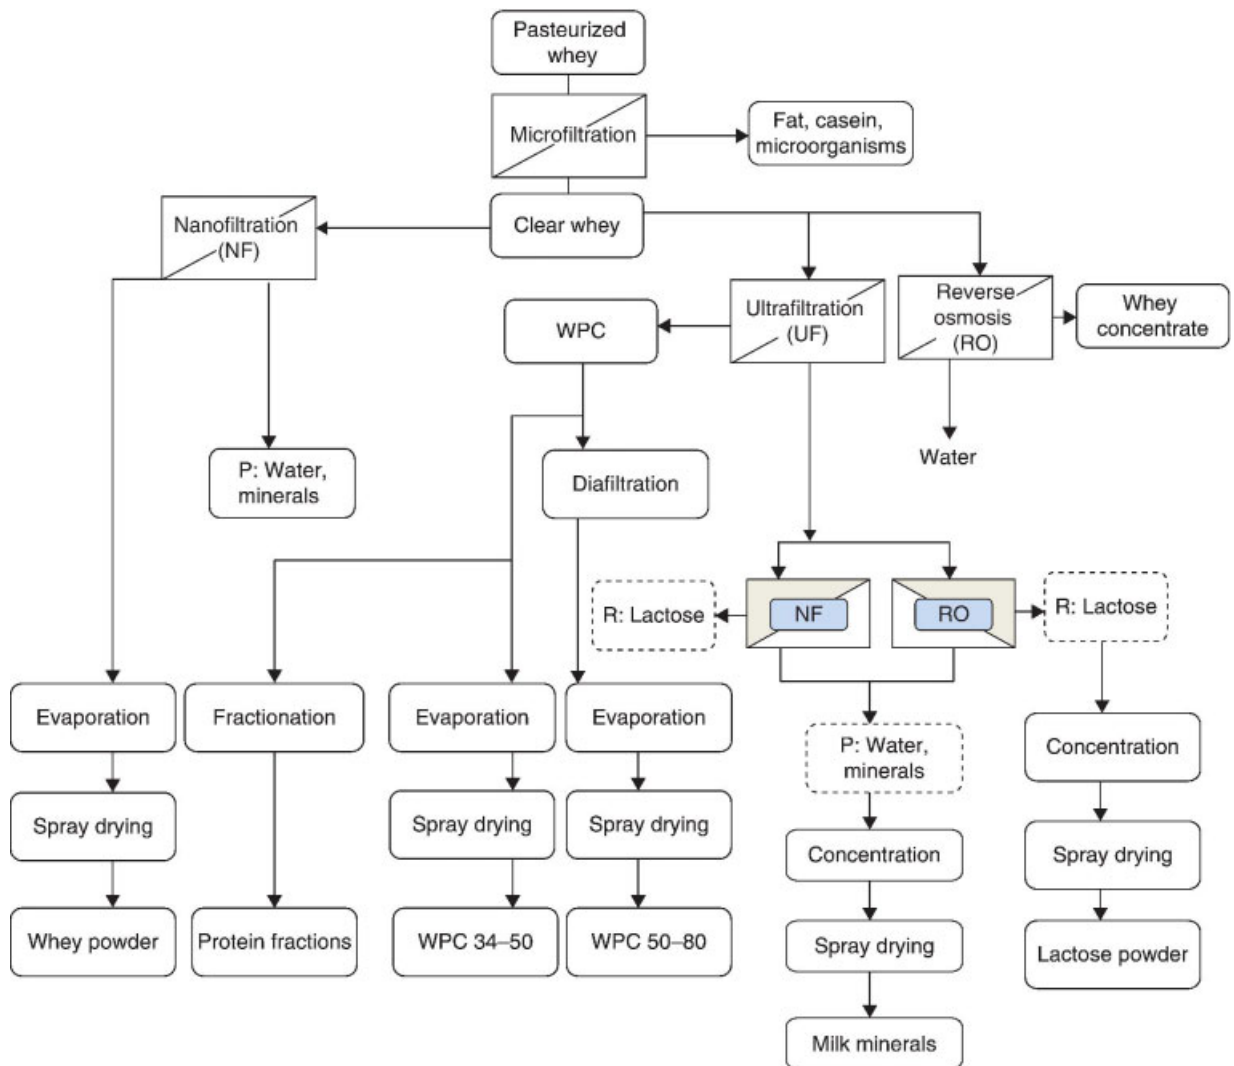 Pasteurized
whey
Microfiltration
Fat, casein,
microorganisms
Nanofiltration
(NF)
Clear whey
Ultrafiltration
(UF)
Reverse
osmosis
(RO)
Whey
concentrate
WPC
P: Water,
minerals
Diafiltration
Water
R: Lactose
NF
RO
R: Lactose
Evaporation
Fractionation
Evaporation
Evaporation
P: Water,
minerals
Concentration
Spray drying
Spray drying
Spray drying
Concentration
Spray drying
Whey powder
Protein fractions
WPC 34–50
WPC 50–80
Spray drying
Lactose powder
Milk minerals